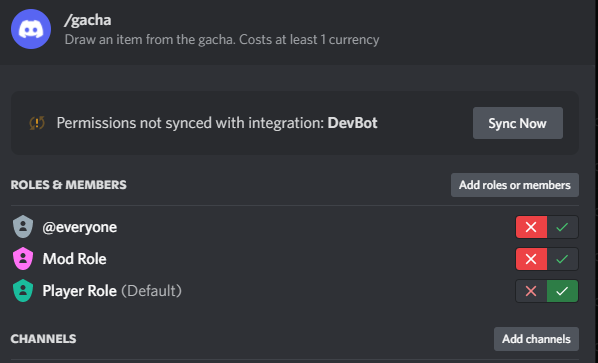 /gacha
Draw an item from the gacha. Costs at least 1 currency
Permissions not synced with integration: DevBot
Sync Now
ROLES & MEMBERS
Add roles or members
@everyone
Mod Role
Player Role (Default)
CHANNELS
Add channels